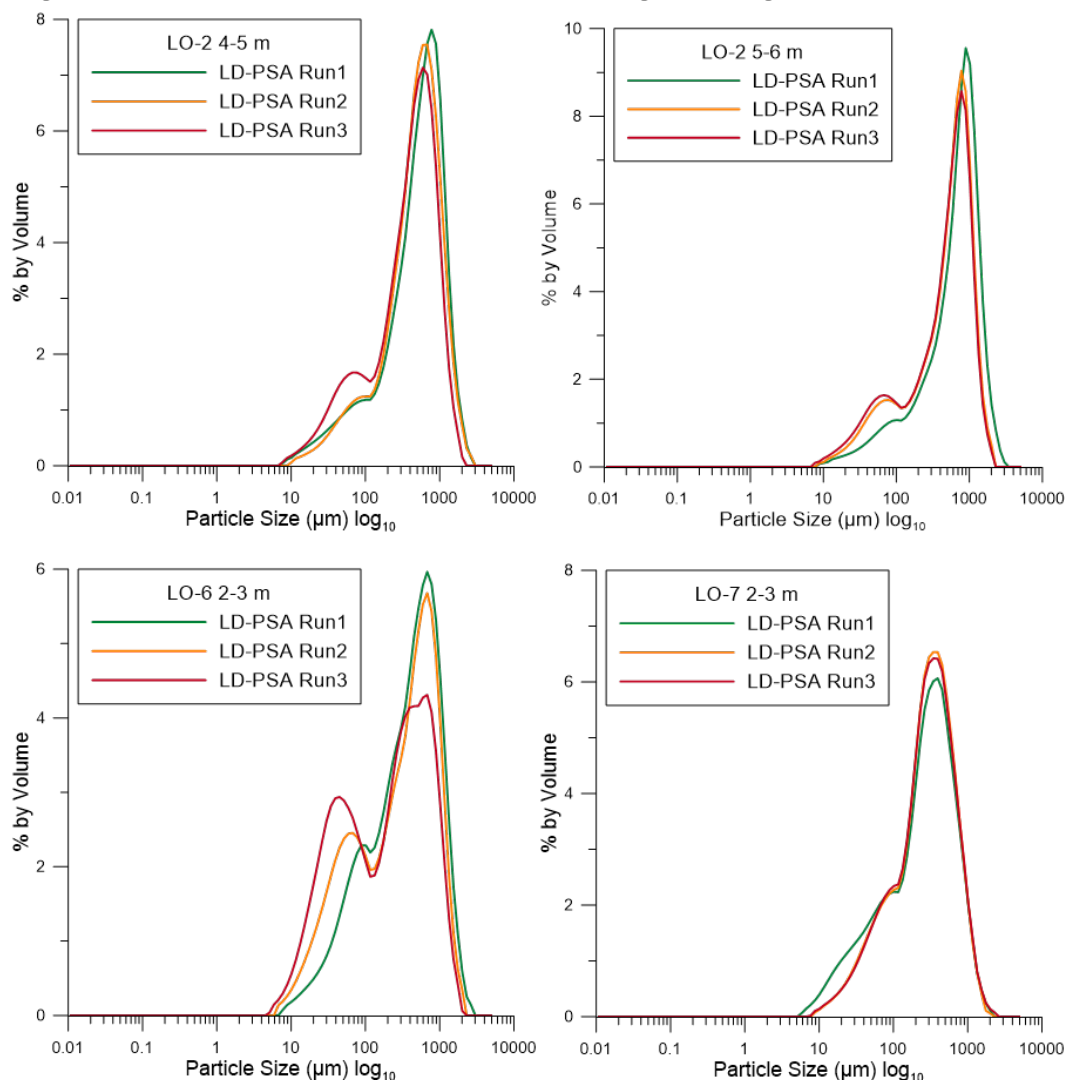 LO-2 4-5 m
LD-PSA Run1
LD-PSA Run2
LD-PSA Run3
% by Volume
8
6
4
2
0
0.01 0.1 1 10 100 1000 10000
Particle Size (µm) log₁₀
LO-2 5-6 m
LD-PSA Run1
LD-PSA Run2
LD-PSA Run3
% by Volume
10
8
6
4
2
0
0.01 0.1 1 10 100 1000 10000
Particle Size (µm) log₁₀
LO-6 2-3 m
LD-PSA Run1
LD-PSA Run2
LD-PSA Run3
% by Volume
6
4
2
0
0.01 0.1 1 10 100 1000 10000
Particle Size (µm) log₁₀
LO-7 2-3 m
LD-PSA Run1
LD-PSA Run2
LD-PSA Run3
% by Volume
8
6
4
2
0
0.01 0.1 1 10 100 1000 10000
Particle Size (µm) log₁₀